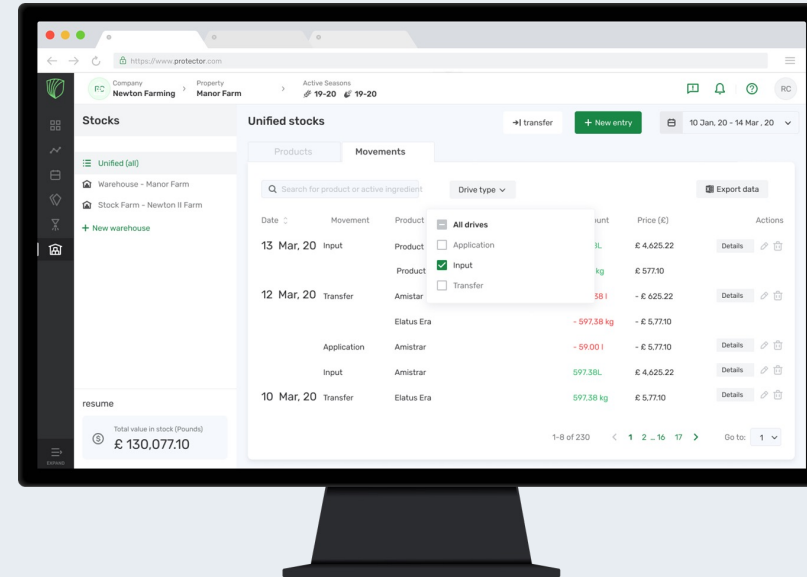 https://www.protector.com
FC
Company
Newton Farming
Property
Manor Farm
Active Seasons
19-20 19-20
RC
Stocks
Unified (all)
Warehouse - Manor Farm
Stock Farm - Newton II Farm
+ New warehouse
resume
Total value in stock (Pounds)
£ 130,077.10
EXPAND
Unified stocks
transfer
+ New entry
10 Jan, 20 - 14 Mar , 20
Products
Movements
Search for product or active ingredient
Drive type
Export data
All drives
Application
Input
Transfer
Date Movement Product unt Price (£) Actions
13 Mar, 20 Input Product 3L £ 4,625.22 Details
Product kg £ 577.10
12 Mar, 20 Transfer Amistar 38 l - £ 625.22 Details
Elatus Era - 597,38 kg - £ 5,77.10
Application Amistrar - 59.00 l - £ 5,77.10 Details
Input Amistrar 597.38L £ 4,625.22 Details
10 Mar, 20 Transfer Elatus Era 597.38 kg £ 5,77.10 Details
1-8 of 230 < 1 2 ... 16 17 > Go to: 1